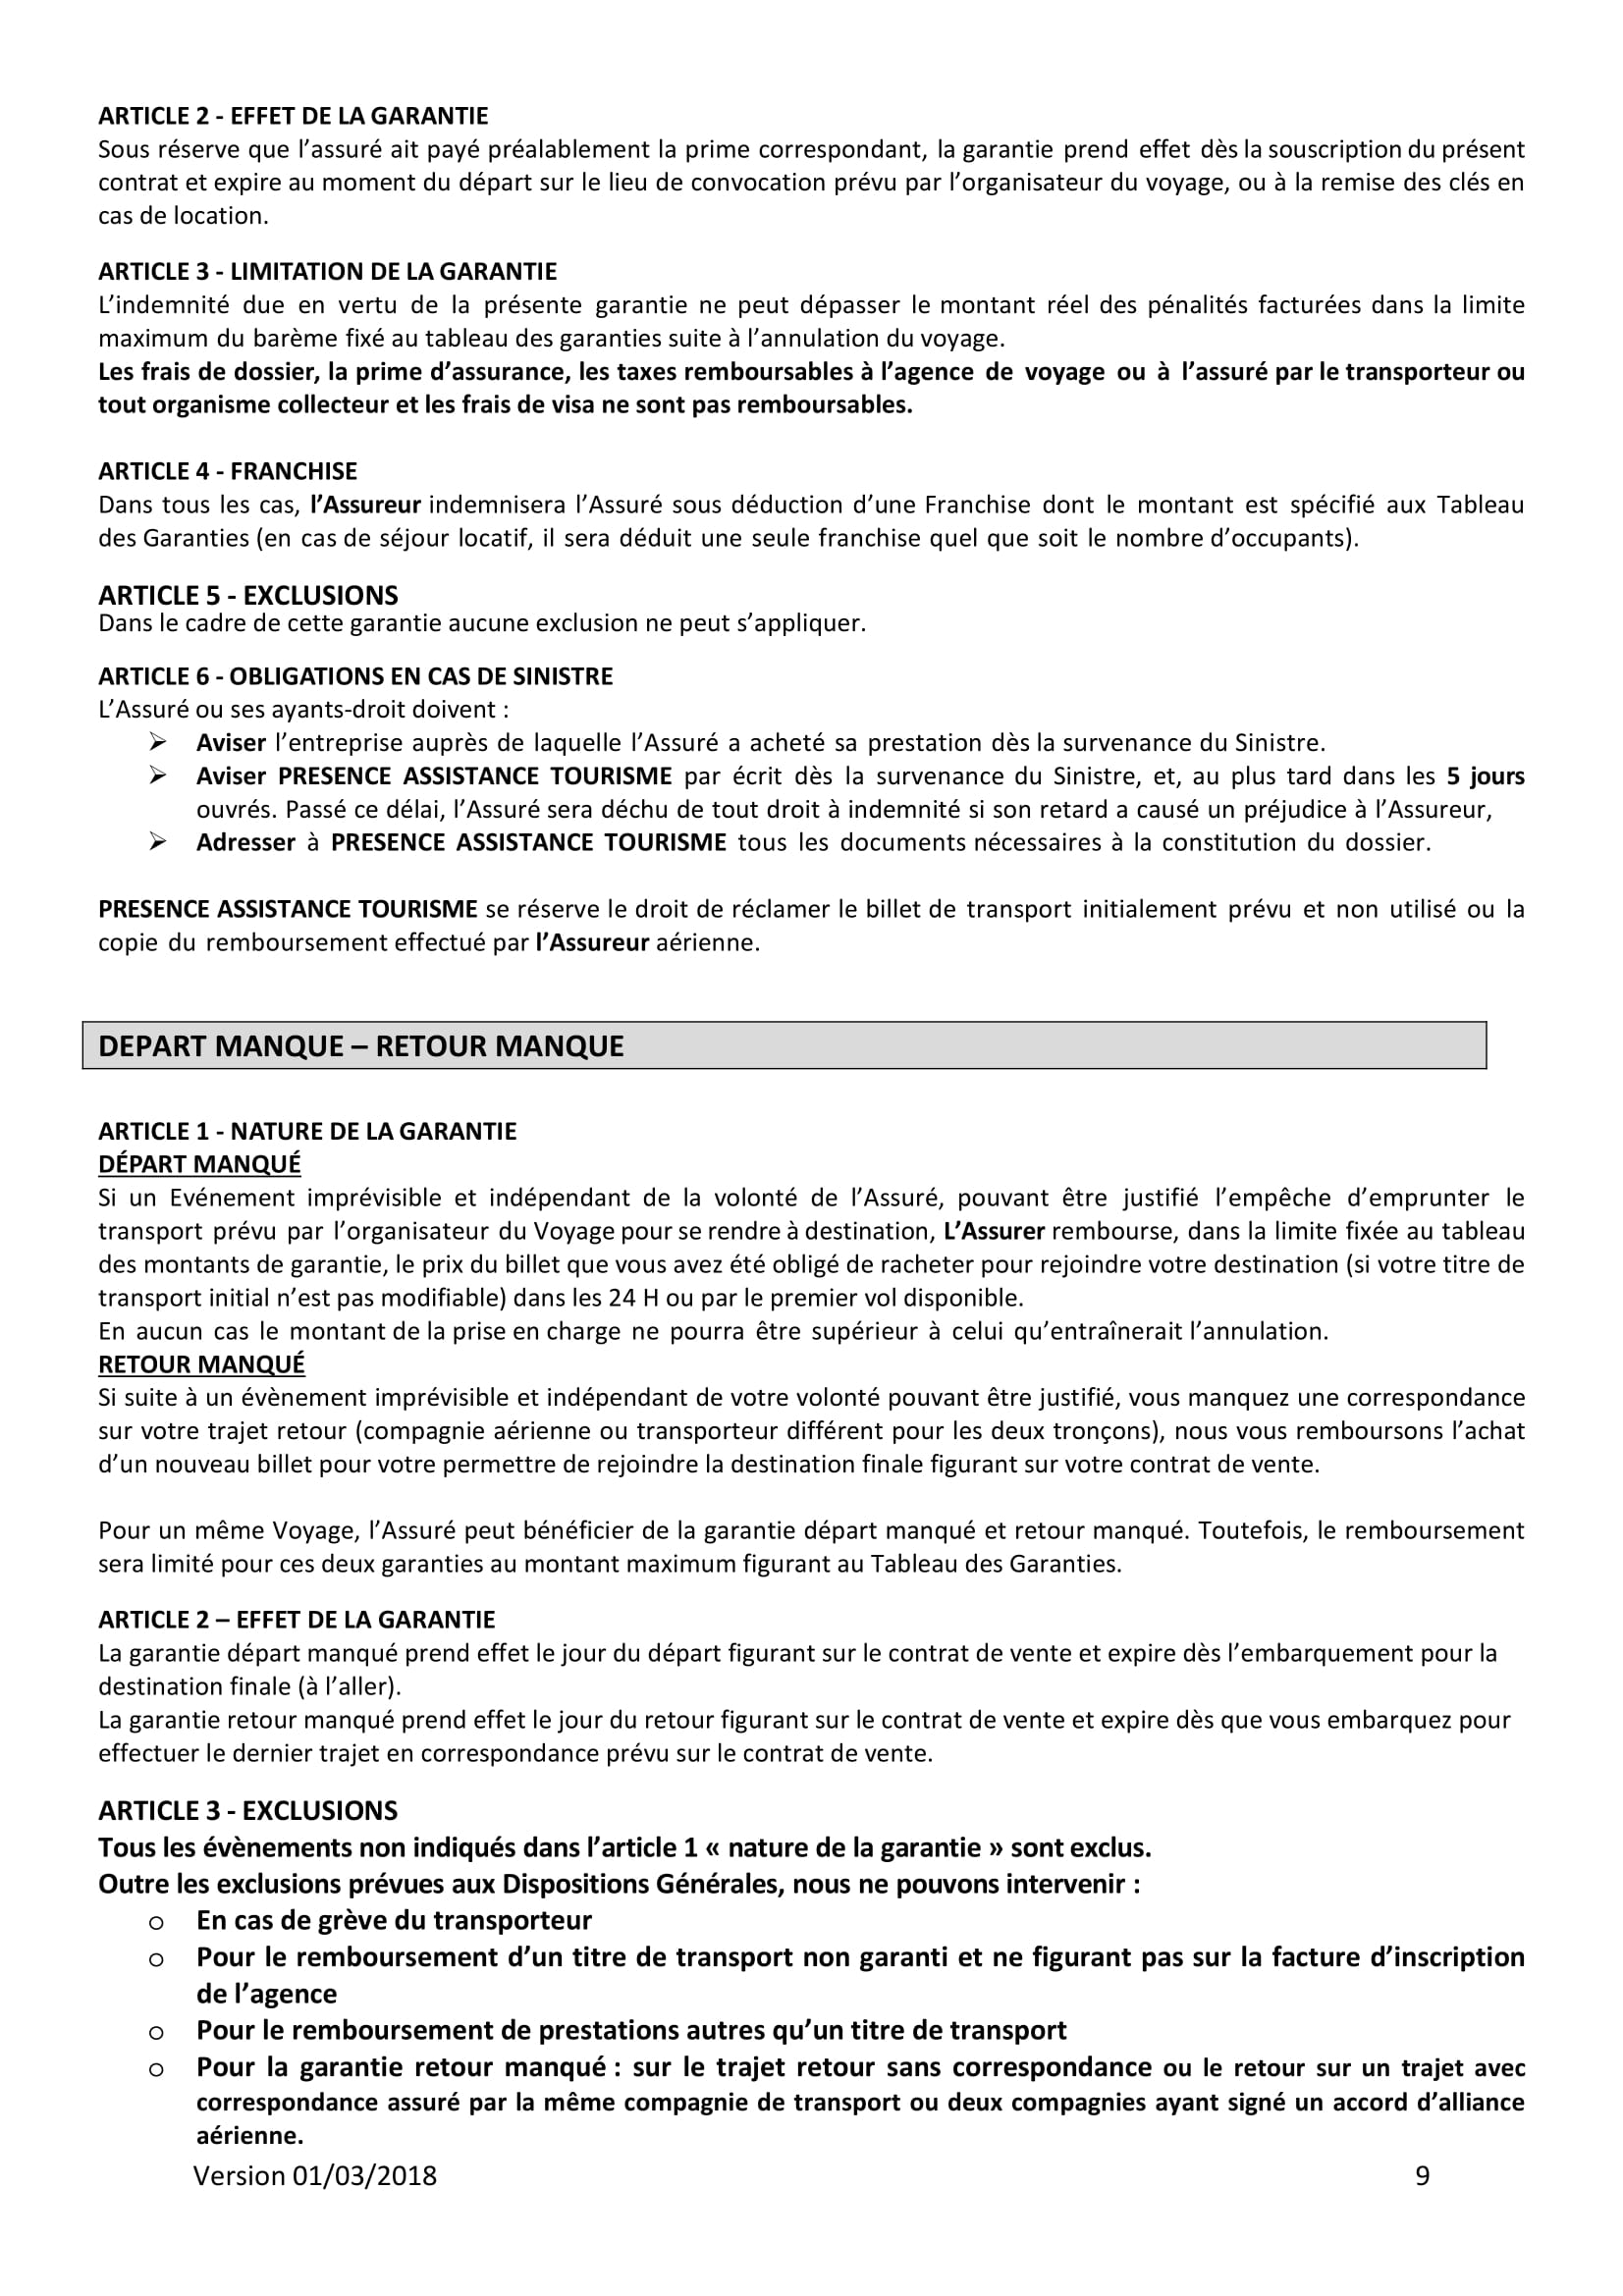 ARTICLE 2 - EFFET DE LA GARANTIE
Sous réserve que l’assuré ait payé préalablement la prime correspondant, la garantie prend effet dès la souscription du présent
contrat et expire au moment du départ sur le lieu de convocation prévu par l’organisateur du voyage, ou à la remise des clés en
cas de location.
ARTICLE 3 - LIMITATION DE LA GARANTIE
L’indemnité due en vertu de la présente garantie ne peut dépasser le montant réel des pénalités facturées dans la limite
maximum du barème fixé au tableau des garanties suite à l’annulation du voyage.
Les frais de dossier, la prime d’assurance, les taxes remboursables à l’agence de voyage ou à l’assuré par le transporteur ou
tout organisme collecteur et les frais de visa ne sont pas remboursables.
ARTICLE 4 - FRANCHISE
Dans tous les cas, l’Assureur indemnisera l’Assuré sous déduction d’une Franchise dont le montant est spécifié aux Tableau
des Garanties (en cas de séjour locatif, il sera déduit une seule franchise quel que soit le nombre d’occupants).
ARTICLE 5 - EXCLUSIONS
Dans le cadre de cette garantie aucune exclusion ne peut s’appliquer.
ARTICLE 6 - OBLIGATIONS EN CAS DE SINISTRE
L’Assuré ou ses ayants-droit doivent :
➢ Aviser l’entreprise auprès de laquelle l’Assuré a acheté sa prestation dès la survenance du Sinistre.
➢ Aviser PRESENCE ASSISTANCE TOURISME par écrit dès la survenance du Sinistre, et, au plus tard dans les 5 jours
ouvrés. Passé ce délai, l’Assuré sera déchu de tout droit à indemnité si son retard a causé un préjudice à l’Assureur,
➢ Adresser à PRESENCE ASSISTANCE TOURISME tous les documents nécessaires à la constitution du dossier.
PRESENCE ASSISTANCE TOURISME se réserve le droit de réclamer le billet de transport initialement prévu et non utilisé ou la
copie du remboursement effectué par l’Assureur aérienne.
DEPART MANQUE – RETOUR MANQUE
ARTICLE 1 - NATURE DE LA GARANTIE
DÉPART MANQUÉ
Si un Evénement imprévisible et indépendant de la volonté de l’Assuré, pouvant être justifié l’empêche d’emprunter le
transport prévu par l’organisateur du Voyage pour se rendre à destination, L’Assurer rembourse, dans la limite fixée au tableau
des montants de garantie, le prix du billet que vous avez été obligé de racheter pour rejoindre votre destination (si votre titre de
transport initial n’est pas modifiable) dans les 24 H ou par le premier vol disponible.
En aucun cas le montant de la prise en charge ne pourra être supérieur à celui qu’entraînerait l’annulation.
RETOUR MANQUÉ
Si suite à un évènement imprévisible et indépendant de votre volonté pouvant être justifié, vous manquez une correspondance
sur votre trajet retour (compagnie aérienne ou transporteur différent pour les deux tronçons), nous vous remboursons l’achat
d’un nouveau billet pour votre permettre de rejoindre la destination finale figurant sur votre contrat de vente.
Pour un même Voyage, l’Assuré peut bénéficier de la garantie départ manqué et retour manqué. Toutefois, le remboursement
sera limité pour ces deux garanties au montant maximum figurant au Tableau des Garanties.
ARTICLE 2 – EFFET DE LA GARANTIE
La garantie départ manqué prend effet le jour du départ figurant sur le contrat de vente et expire dès l’embarquement pour la
destination finale (à l’aller).
La garantie retour manqué prend effet le jour du retour figurant sur le contrat de vente et expire dès que vous embarquez pour
effectuer le dernier trajet en correspondance prévu sur le contrat de vente.
ARTICLE 3 - EXCLUSIONS
Tous les évènements non indiqués dans l’article 1 « nature de la garantie » sont exclus.
Outre les exclusions prévues aux Dispositions Générales, nous ne pouvons intervenir :
o En cas de grève du transporteur
o Pour le remboursement d’un titre de transport non garanti et ne figurant pas sur la facture d’inscription
de l’agence
o Pour le remboursement de prestations autres qu’un titre de transport
o Pour la garantie retour manqué : sur le trajet retour sans correspondance ou le retour sur un trajet avec
correspondance assuré par la même compagnie de transport ou deux compagnies ayant signé un accord d’alliance
aérienne.
Version 01/03/2018 9